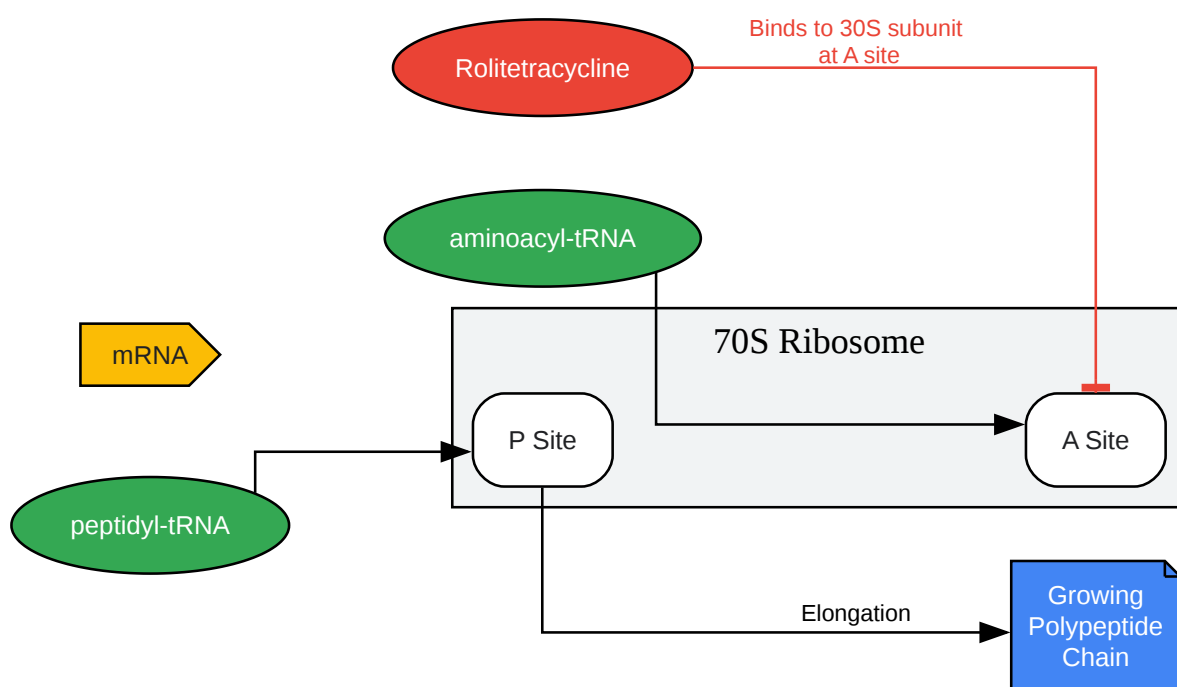 Binds to 30S subunit
at A site
Rolitetracycline
aminoacyl-tRNA
70S Ribosome
mRNA
P Site
A Site
peptidyl-tRNA
Elongation
Growing
Polypeptide
Chain